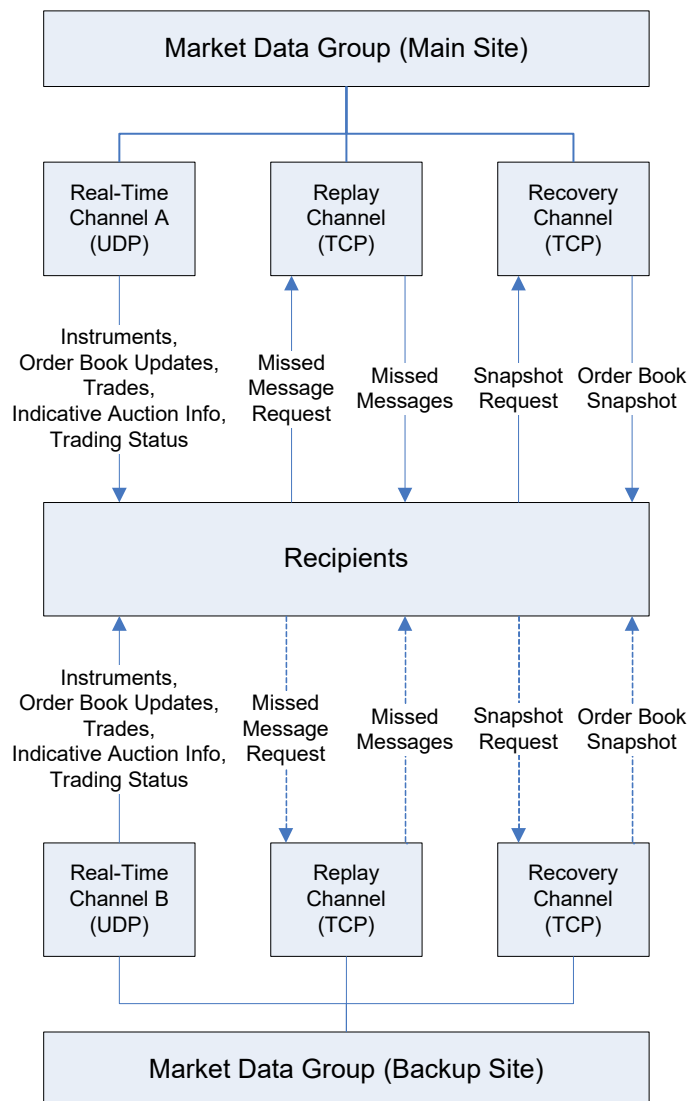 Market Data Group (Main Site)
Real-Time
Channel A
(UDP)
Replay
Channel
(TCP)
Recovery
Channel
(TCP)
Instruments,
Order Book Updates,
Trades,
Indicative Auction Info,
Trading Status
Missed
Message
Request
Missed
Messages
Snapshot
Request
Order Book
Snapshot
Recipients
Instruments,
Order Book Updates,
Trades,
Indicative Auction Info,
Trading Status
Missed
Message
Request
Missed
Messages
Snapshot
Request
Order Book
Snapshot
Real-Time
Channel B
(UDP)
Replay
Channel
(TCP)
Recovery
Channel
(TCP)
Market Data Group (Backup Site)